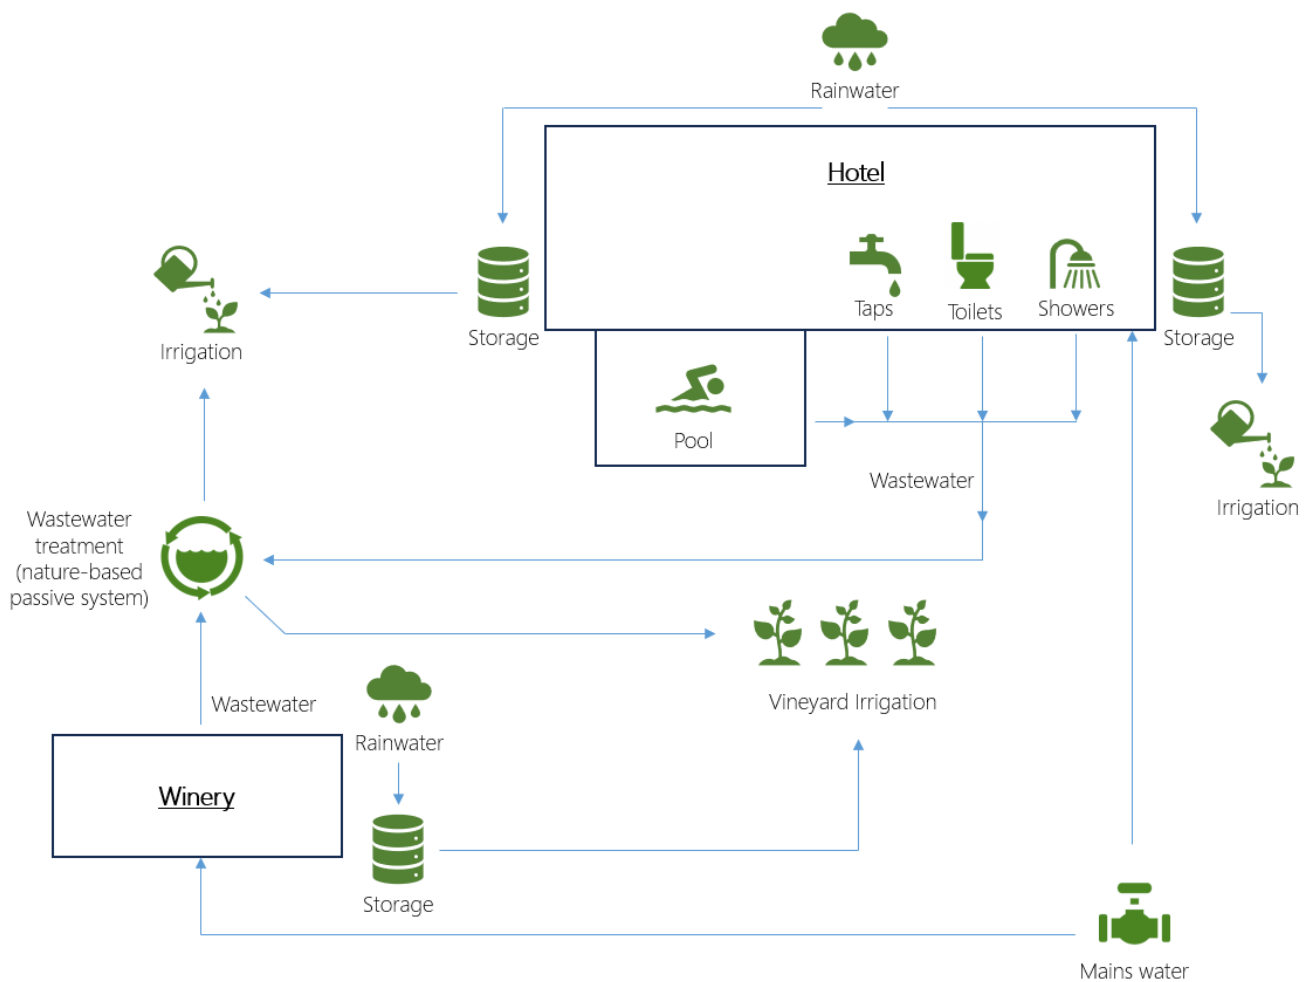 Rainwater
Hotel
Taps
Toilets
Showers
Storage
Storage
Irrigation
Pool
Wastewater
Irrigation
Wastewater
treatment
(nature-based
passive system)
Wastewater
Vineyard Irrigation
Rainwater
Winery
Storage
Mains water